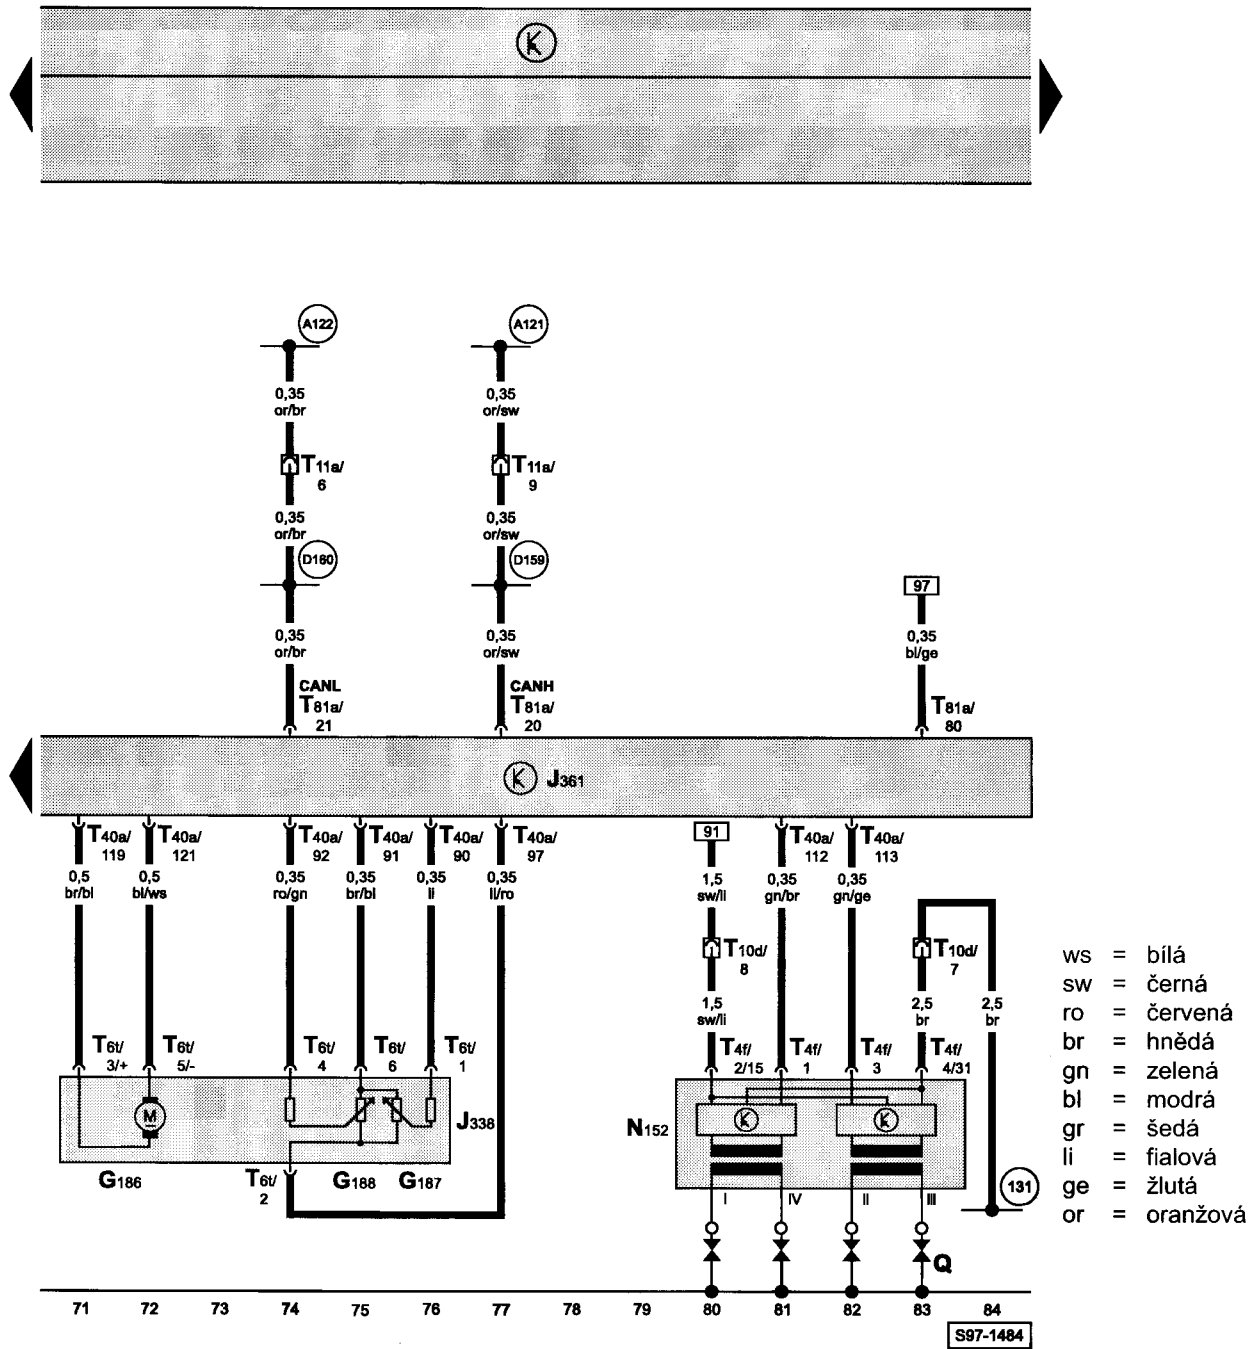 A122
A121
0,35
or/br
0,35
or/sw
T11a/
6
T11a/
9
0,35
or/br
0,35
or/sw
D160
D159
97
0,35
or/br
0,35
or/sw
0,35
bl/ge
CANL
T81a/
21
CANH
T81a/
20
T81a/
80
J361
T40a/
119
T40a/
121
T40a/
92
T40a/
91
T40a/
90
T40a/
97
91
T40a/
112
T40a/
113
0,5
br/bl
0,5
bl/ws
0,35
ro/gn
0,35
br/bl
0,35
li
0,35
li/ro
1,5
sw/li
0,35
gn/br
0,35
gn/ge
T10d/
8
T10d/
7
1,5
sw/li
2,5
br
2,5
br
T6t/
3/+
T6t/
5/-
T6t/
4
T6t/
6
T6t/
1
T4f/
2/15
T4f/
1
T4f/
3
T4f/
4/31
M
J338
N152
G186
T6t/
2
G188
G187
I
IV
II
III
131
Q
71 72 73 74 75 76 77 78 79 80 81 82 83 84
S97-1484
ws = bílá
sw = černá
ro = červená
br = hnědá
gn = zelená
bl = modrá
gr = šedá
li = fialová
ge = žlutá
or = oranžová